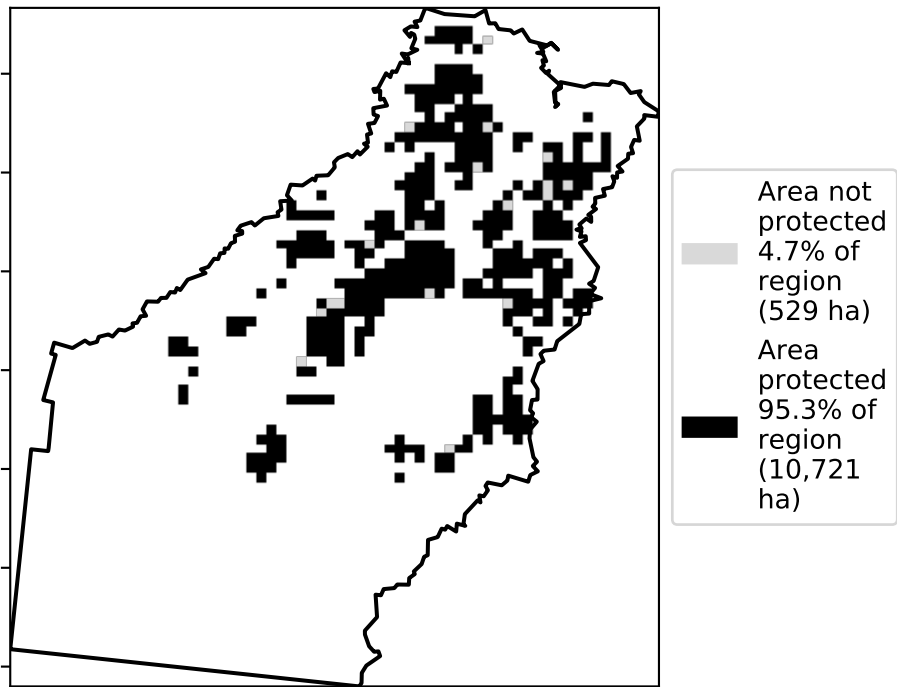 Area not
protected
4.7% of
region
(529 ha)
Area
protected
95.3% of
region
(10,721
ha)